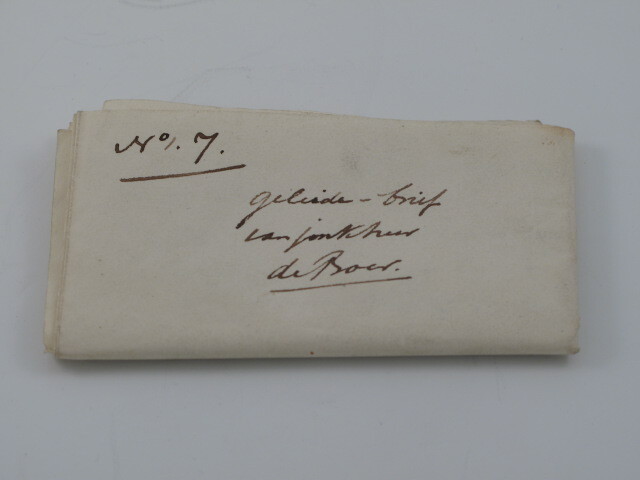 No. 7.
geleide-brief
van jonkheer
de Boer.